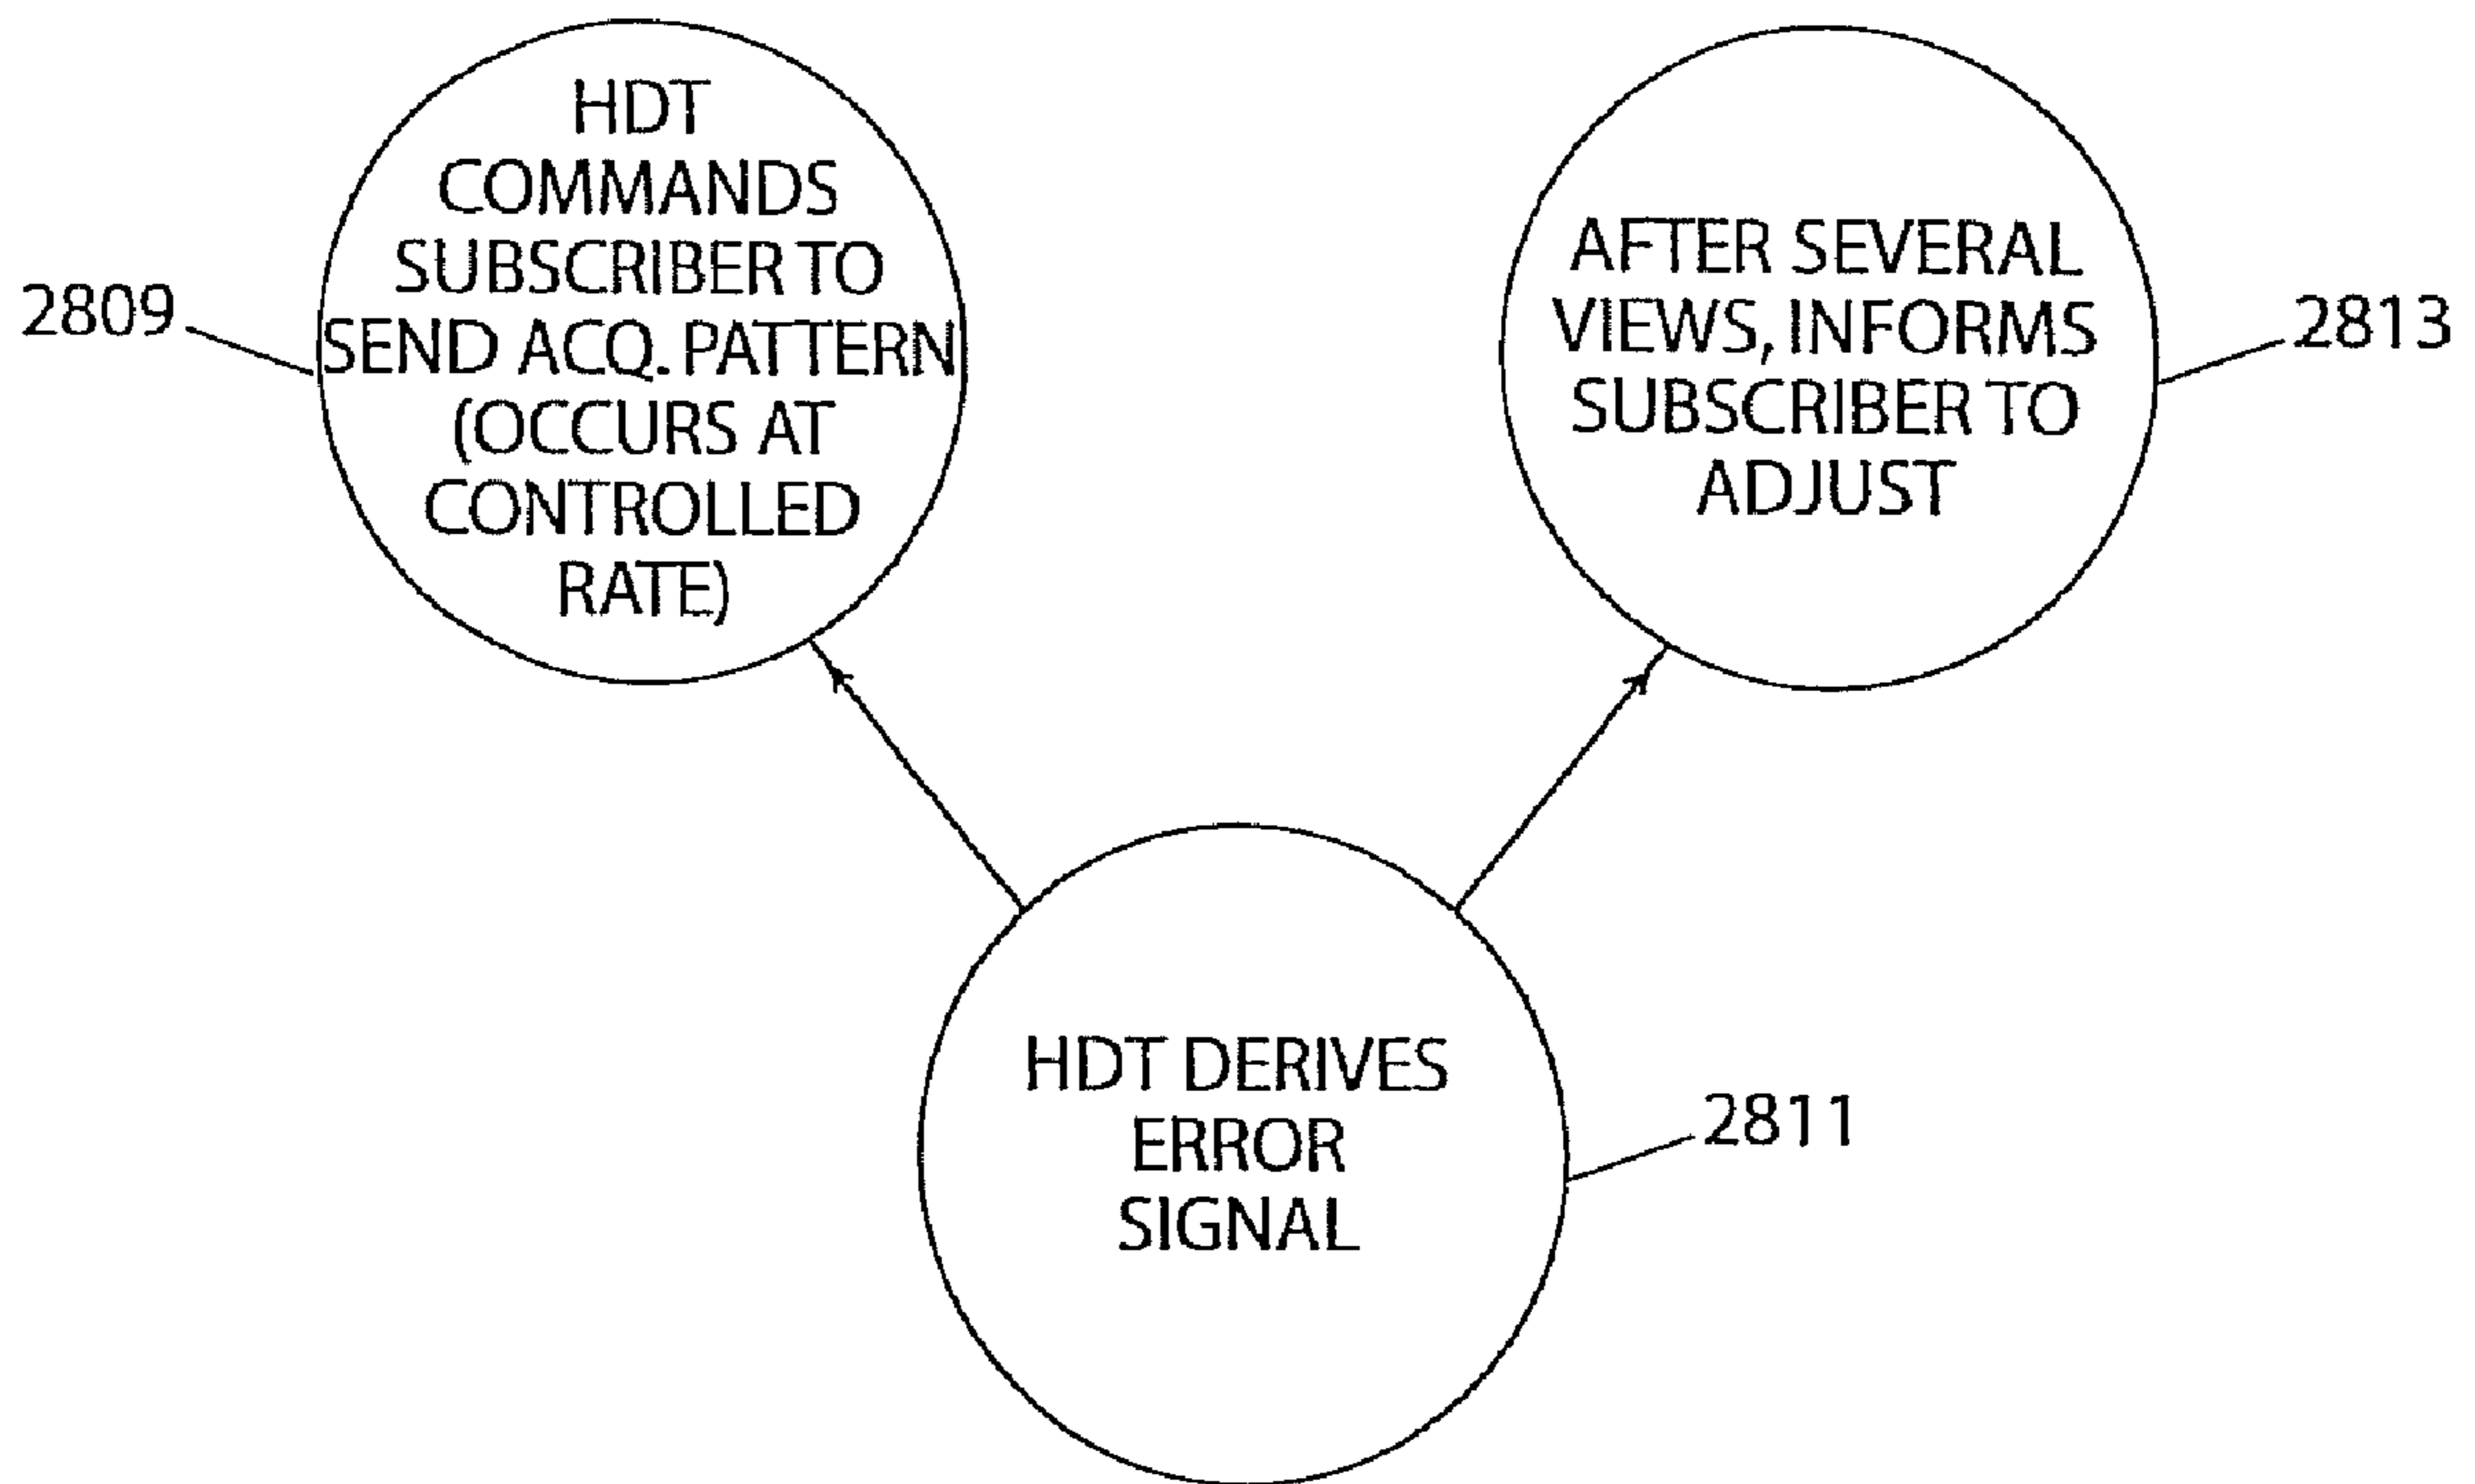 HDT
COMMANDS
SUBSCRIBER TO
SEND ACQ. PATTERN
(OCCURS AT
CONTROLLED
RATE)
2809
AFTER SEVERAL
VIEWS, INFORMS
SUBSCRIBER TO
ADJUST
2813
HDT DERIVES
ERROR
SIGNAL
2811